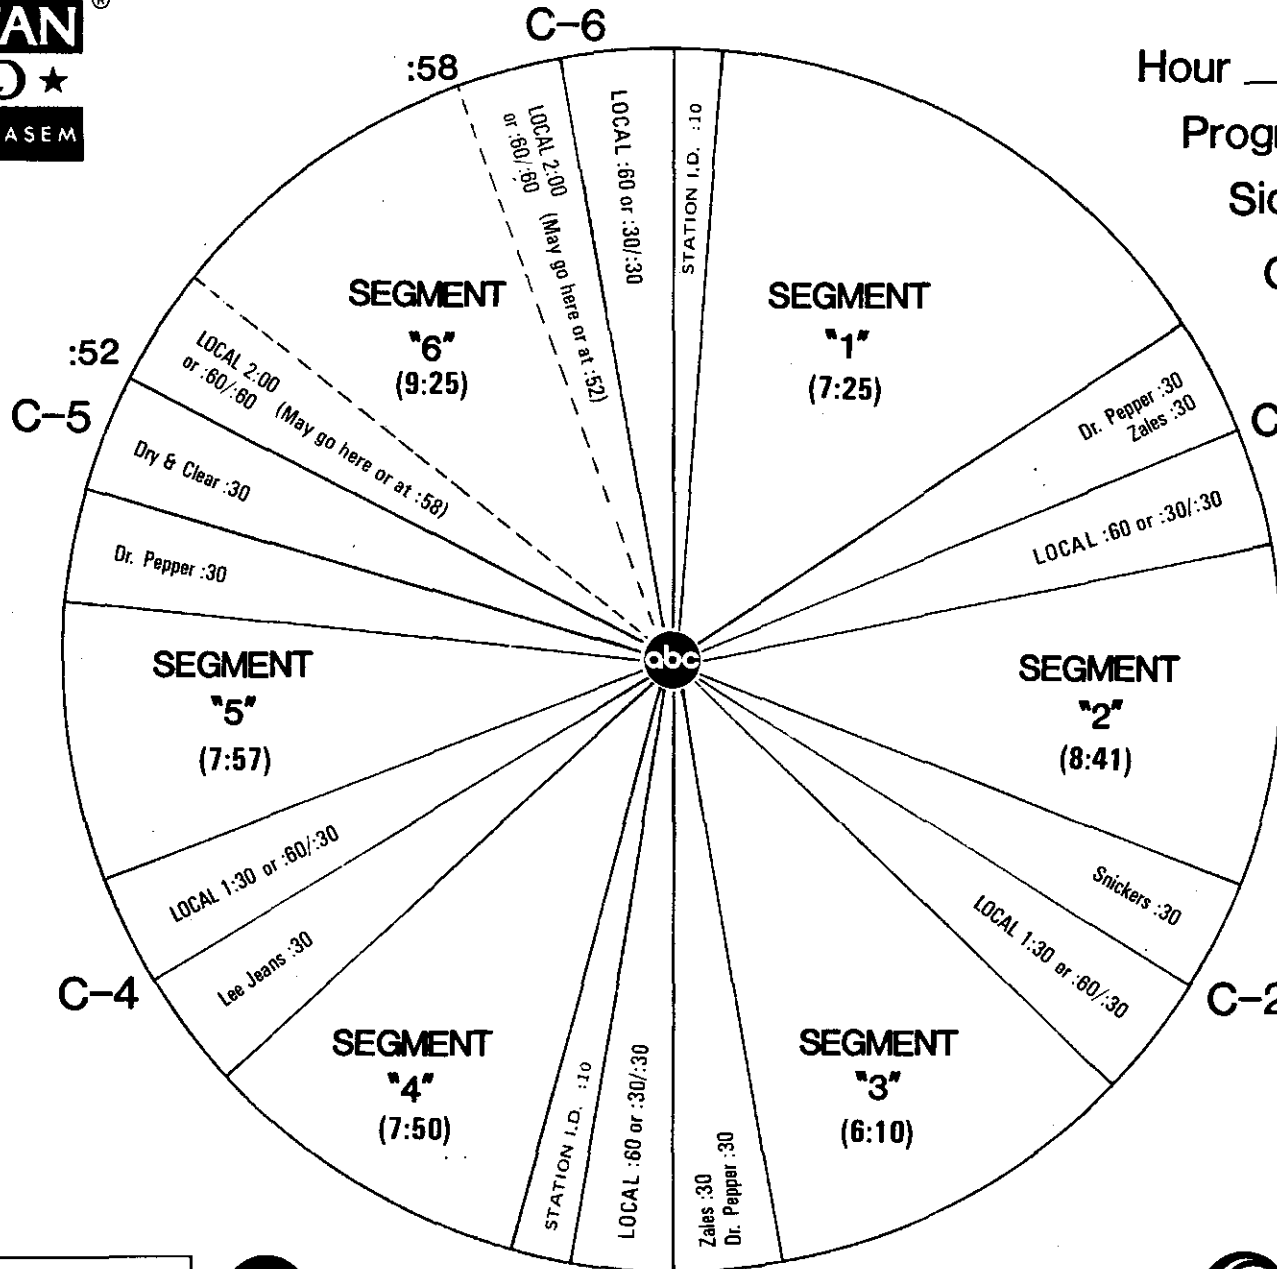 C-6
:58
Hour
LOCAL 2:00
or :60/:60 (May go here or at :52)
LOCAL :60 or :30/:30
STATION I.D. :10
SEGMENT
"1"
(7:25)
Dr. Pepper :30
Zales :30
LOCAL :60 or :30/:30
SEGMENT
"2"
(8:41)
Snickers :30
C-2
LOCAL 1:30 or :60/:30
SEGMENT
"3"
(6:10)
Zales :30
Dr. Pepper :30
abc
LOCAL :60 or :30/:30
STATION I.D. :10
SEGMENT
"4"
(7:50)
Lee Jeans :30
C-4
LOCAL 1:30 or :60/:30
SEGMENT
"5"
(7:57)
Dr. Pepper :30
Dry & Clear :30
C-5
:52
LOCAL 2:00
or :60/:60 (May go here or at :58)
SEGMENT
"6"
(9:25)